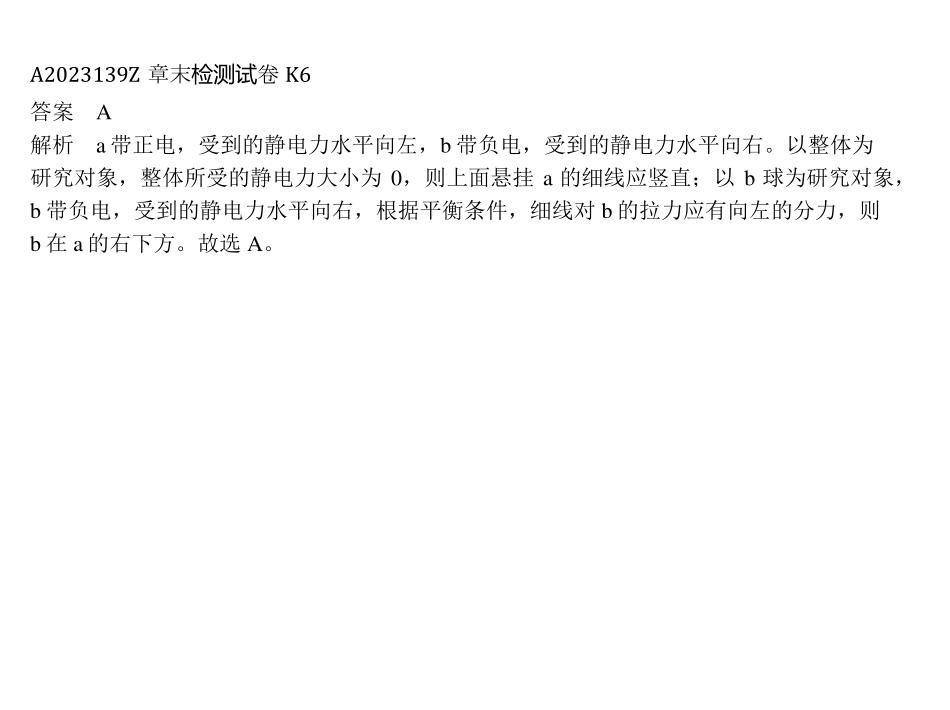 A2023139Z 章末检测试卷 K6
答案　A
解析　a 带正电，受到的静电力水平向左，b 带负电，受到的静电力水平向右。以整体为
研究对象，整体所受的静电力大小为 0，则上面悬挂 a 的细线应竖直；以 b 球为研究对象，
b 带负电，受到的静电力水平向右，根据平衡条件，细线对 b 的拉力应有向左的分力，则
b 在 a 的右下方。故选 A。